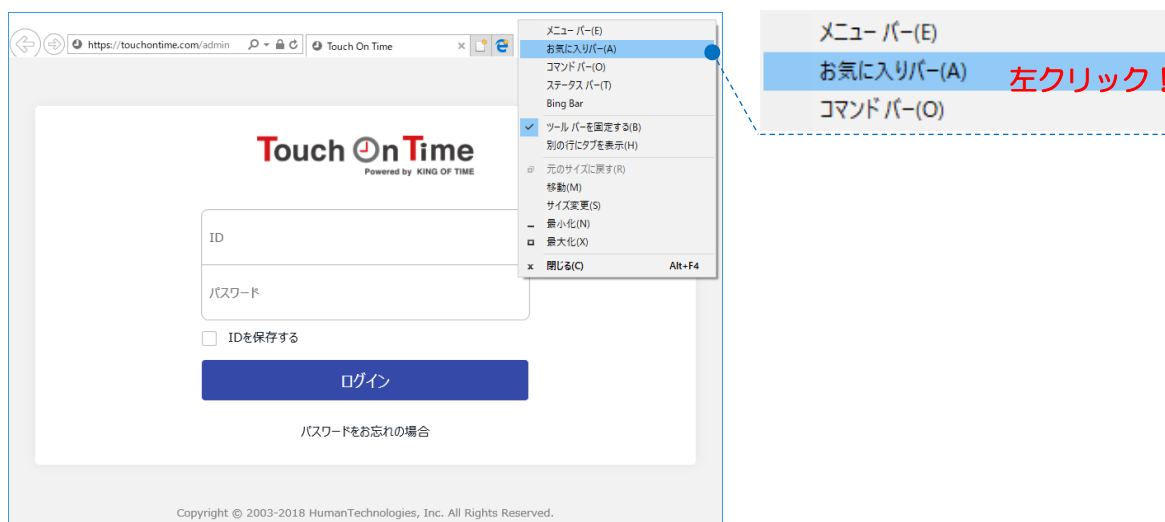 https://touchontime.com/admin
Touch On Time
メニュー バー(E)
お気に入りバー(A)
コマンド バー(O)
ステータス バー(T)
Bing Bar
ツール バーを固定する(B)
別の行にタブを表示(H)
元のサイズに戻す(R)
移動(M)
サイズ変更(S)
最小化(N)
最大化(X)
閉じる(C) Alt+F4
Touch On Time
Powered by KING OF TIME
ID
パスワード
IDを保存する
ログイン
パスワードをお忘れの場合
Copyright © 2003-2018 HumanTechnologies, Inc. All Rights Reserved.
メニュー バー(E)
お気に入りバー(A) 左クリック!
コマンド バー(O)